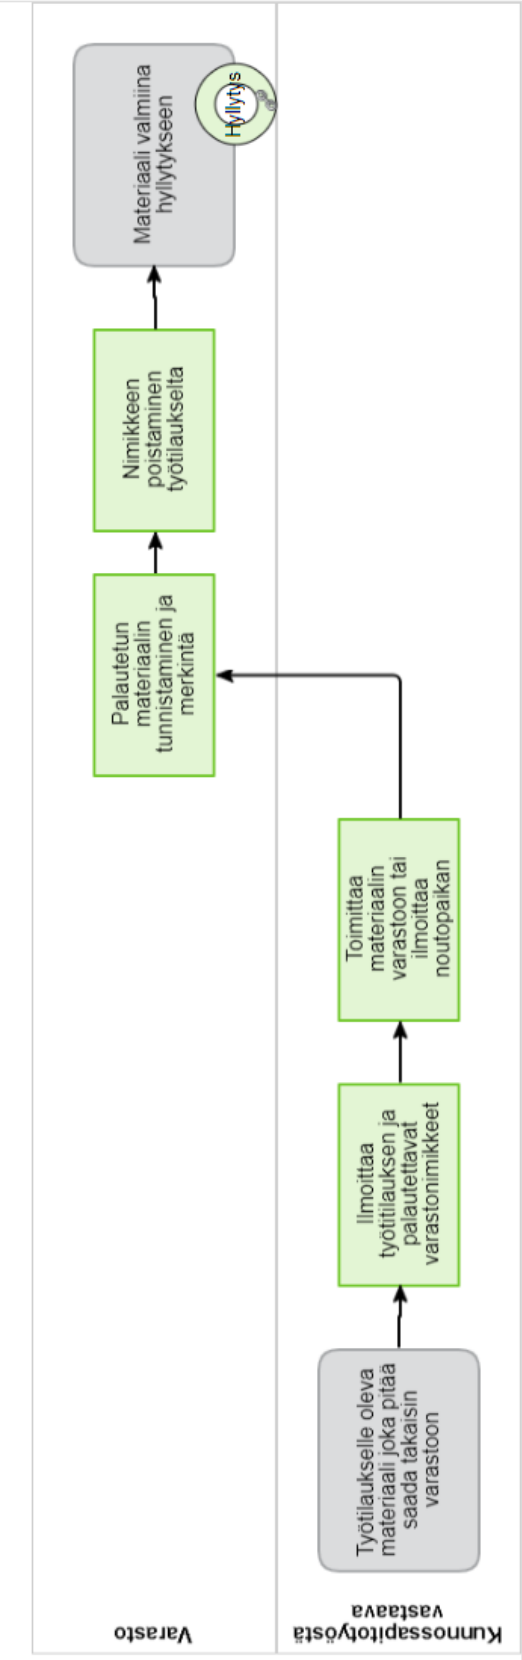 Varasto
Materiaali valmiina
hyllytykseen
Hyllytys
Nimikkeen
poistaminen
työtilaukselta
Palautetun
materiaalin
tunnistaminen ja
merkintä
Kunnossapitotyöstä
vastaava
Työtilaukselle oleva
materiaali joka pitää
saada takaisin
varastoon
Ilmoittaa
työtitilauksen ja
palautettavat
varastonimikkeet
Toimittaa
materiaalin
varastoon tai
ilmoittaa
noutopaikan